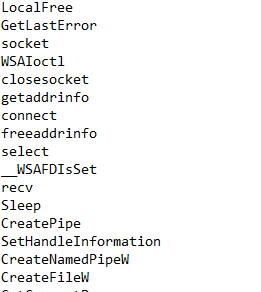 LocalFree
GetLastError
socket
WSAIoctl
closesocket
getaddrinfo
connect
freeaddrinfo
select
__WSAFDIsSet
recv
Sleep
CreatePipe
SetHandleInformation
CreateNamedPipeW
CreateFileW